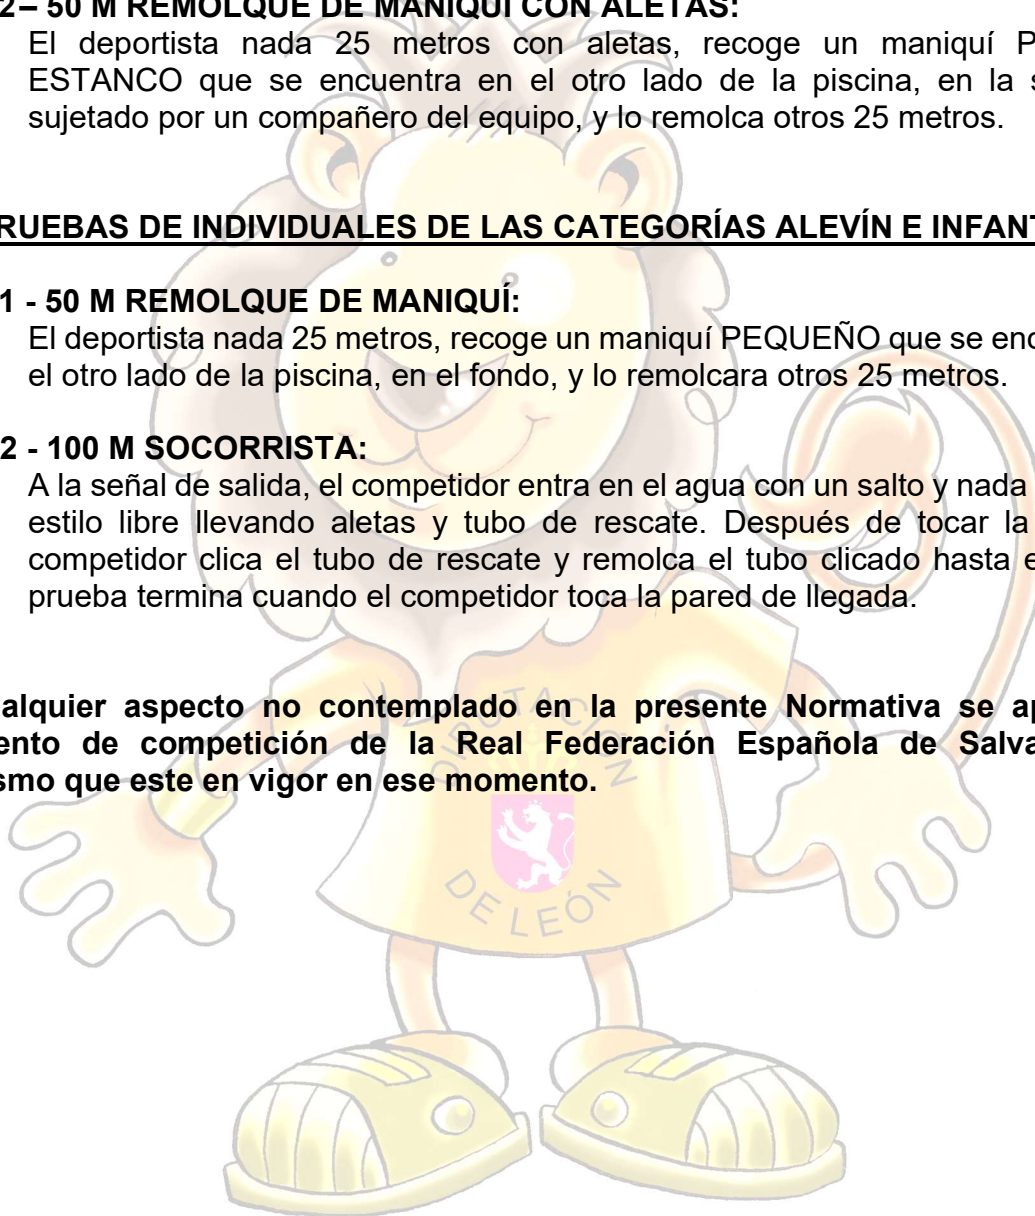 2– 50 M REMOLQUE DE MANIQUÍ CON ALETAS:
El deportista nada 25 metros con aletas, recoge un maniquí P
ESTANCO que se encuentra en el otro lado de la piscina, en la s
sujetado por un compañero del equipo, y lo remolca otros 25 metros.
RUEBAS DE INDIVIDUALES DE LAS CATEGORÍAS ALEVÍN E INFANT
1 - 50 M REMOLQUE DE MANIQUÍ:
El deportista nada 25 metros, recoge un maniquí PEQUEÑO que se enc
el otro lado de la piscina, en el fondo, y lo remolcara otros 25 metros.
2 - 100 M SOCORRISTA:
A la señal de salida, el competidor entra en el agua con un salto y nada
estilo libre llevando aletas y tubo de rescate. Después de tocar la
competidor clica el tubo de rescate y remolca el tubo clicado hasta e
prueba termina cuando el competidor toca la pared de llegada.
alquier aspecto no contemplado en la presente Normativa se ap
ento de competición de la Real Federación Española de Salva
smo que este en vigor en ese momento.
DIPUTACIÓN
DE LEÓN